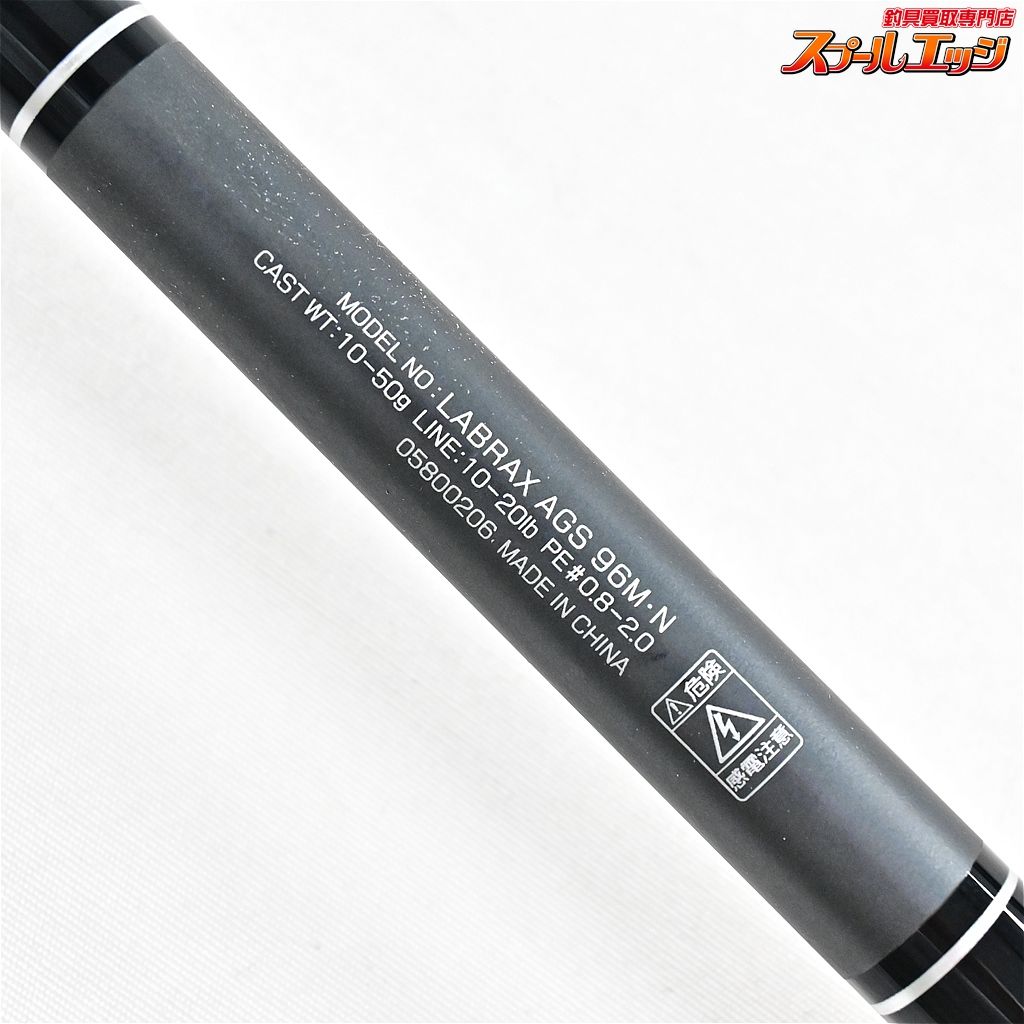 釣具買取専門店
スプールエッジ
MODEL NO : LABRAX AGS 96M・N
CAST WT: 10-50g LINE: 10-20lb PE#0.8-2.0
05800206. MADE IN CHINA
危険
感電注意